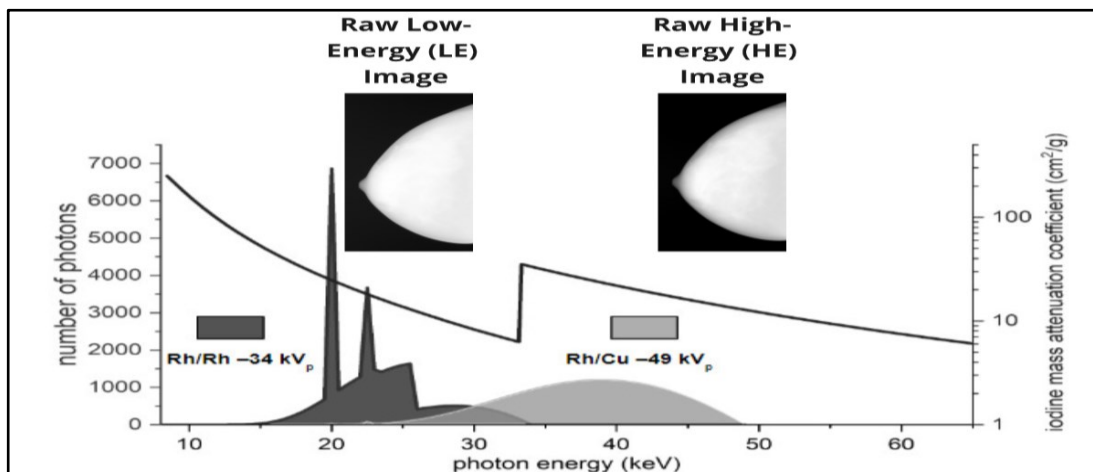 Raw Low-
Energy (LE)
Image
Raw High-
Energy (HE)
Image
number of photons
7000
6000
5000
4000
3000
2000
1000
0
Rh/Rh –34 kVp
Rh/Cu –49 kVp
100
10
1
iodine mass attenuation coefficient (cm²/g)
10
20
30
40
50
60
photon energy (keV)